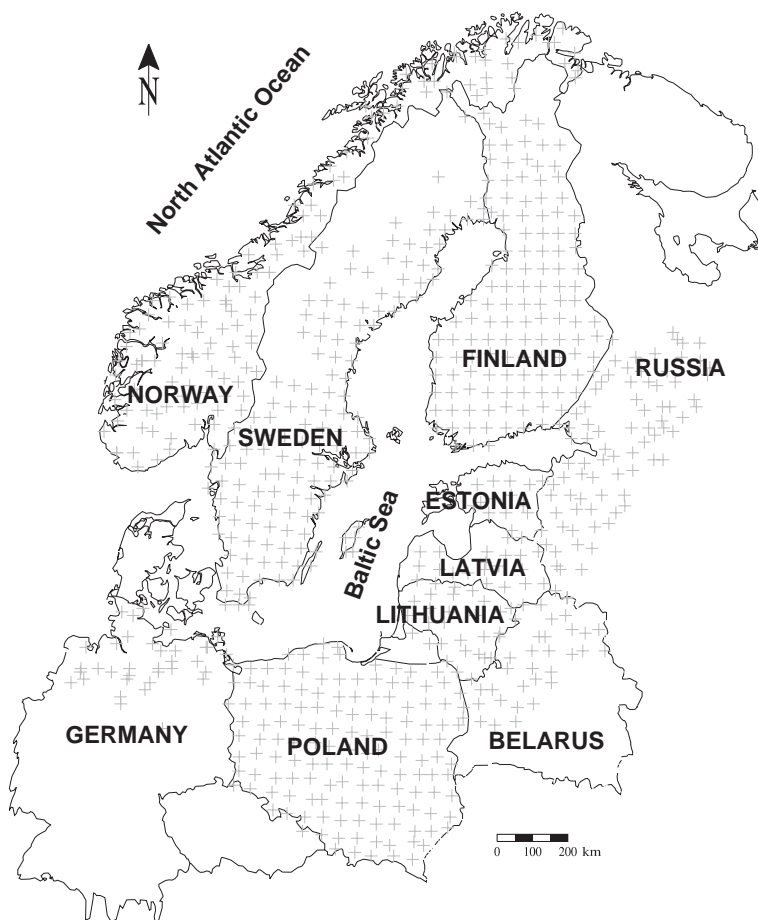 N
North Atlantic Ocean
FINLAND
RUSSIA
NORWAY
SWEDEN
ESTONIA
Baltic Sea
LATVIA
LITHUANIA
GERMANY
POLAND
BELARUS
0 100 200 km